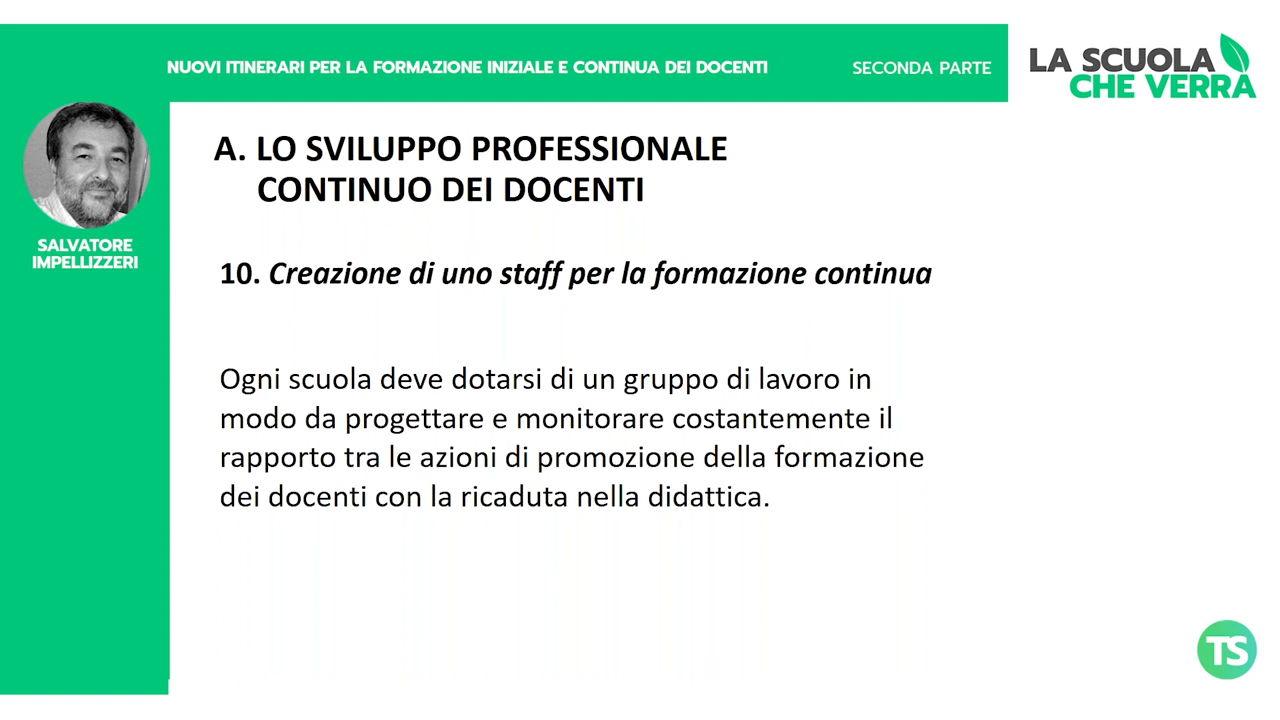 NUOVI ITINERARI PER LA FORMAZIONE INIZIALE E CONTINUA DEI DOCENTI
SECONDA PARTE
LA SCUOLA
CHE VERRÀ
SALVATORE
IMPELLIZZERI
A. LO SVILUPPO PROFESSIONALE
CONTINUO DEI DOCENTI
10. Creazione di uno staff per la formazione continua
Ogni scuola deve dotarsi di un gruppo di lavoro in
modo da progettare e monitorare costantemente il
rapporto tra le azioni di promozione della formazione
dei docenti con la ricaduta nella didattica.
TS